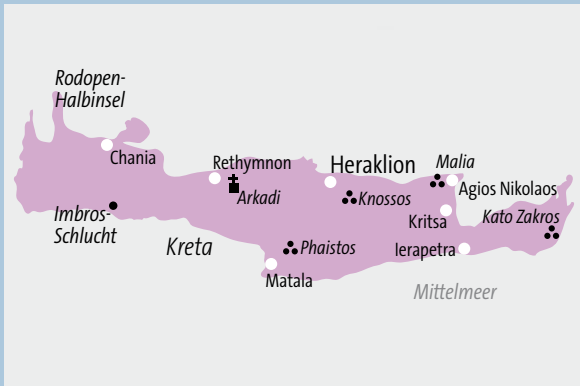 Rodopen-
Halbinsel
Chania
Rethymnon
Heraklion
Malia
Arkadi
Knossos
Agios Nikolaos
Imbros-
Schlucht
Kritsa
Kato Zakros
Kreta
Phaistos
Ierapetra
Matala
Mittelmeer